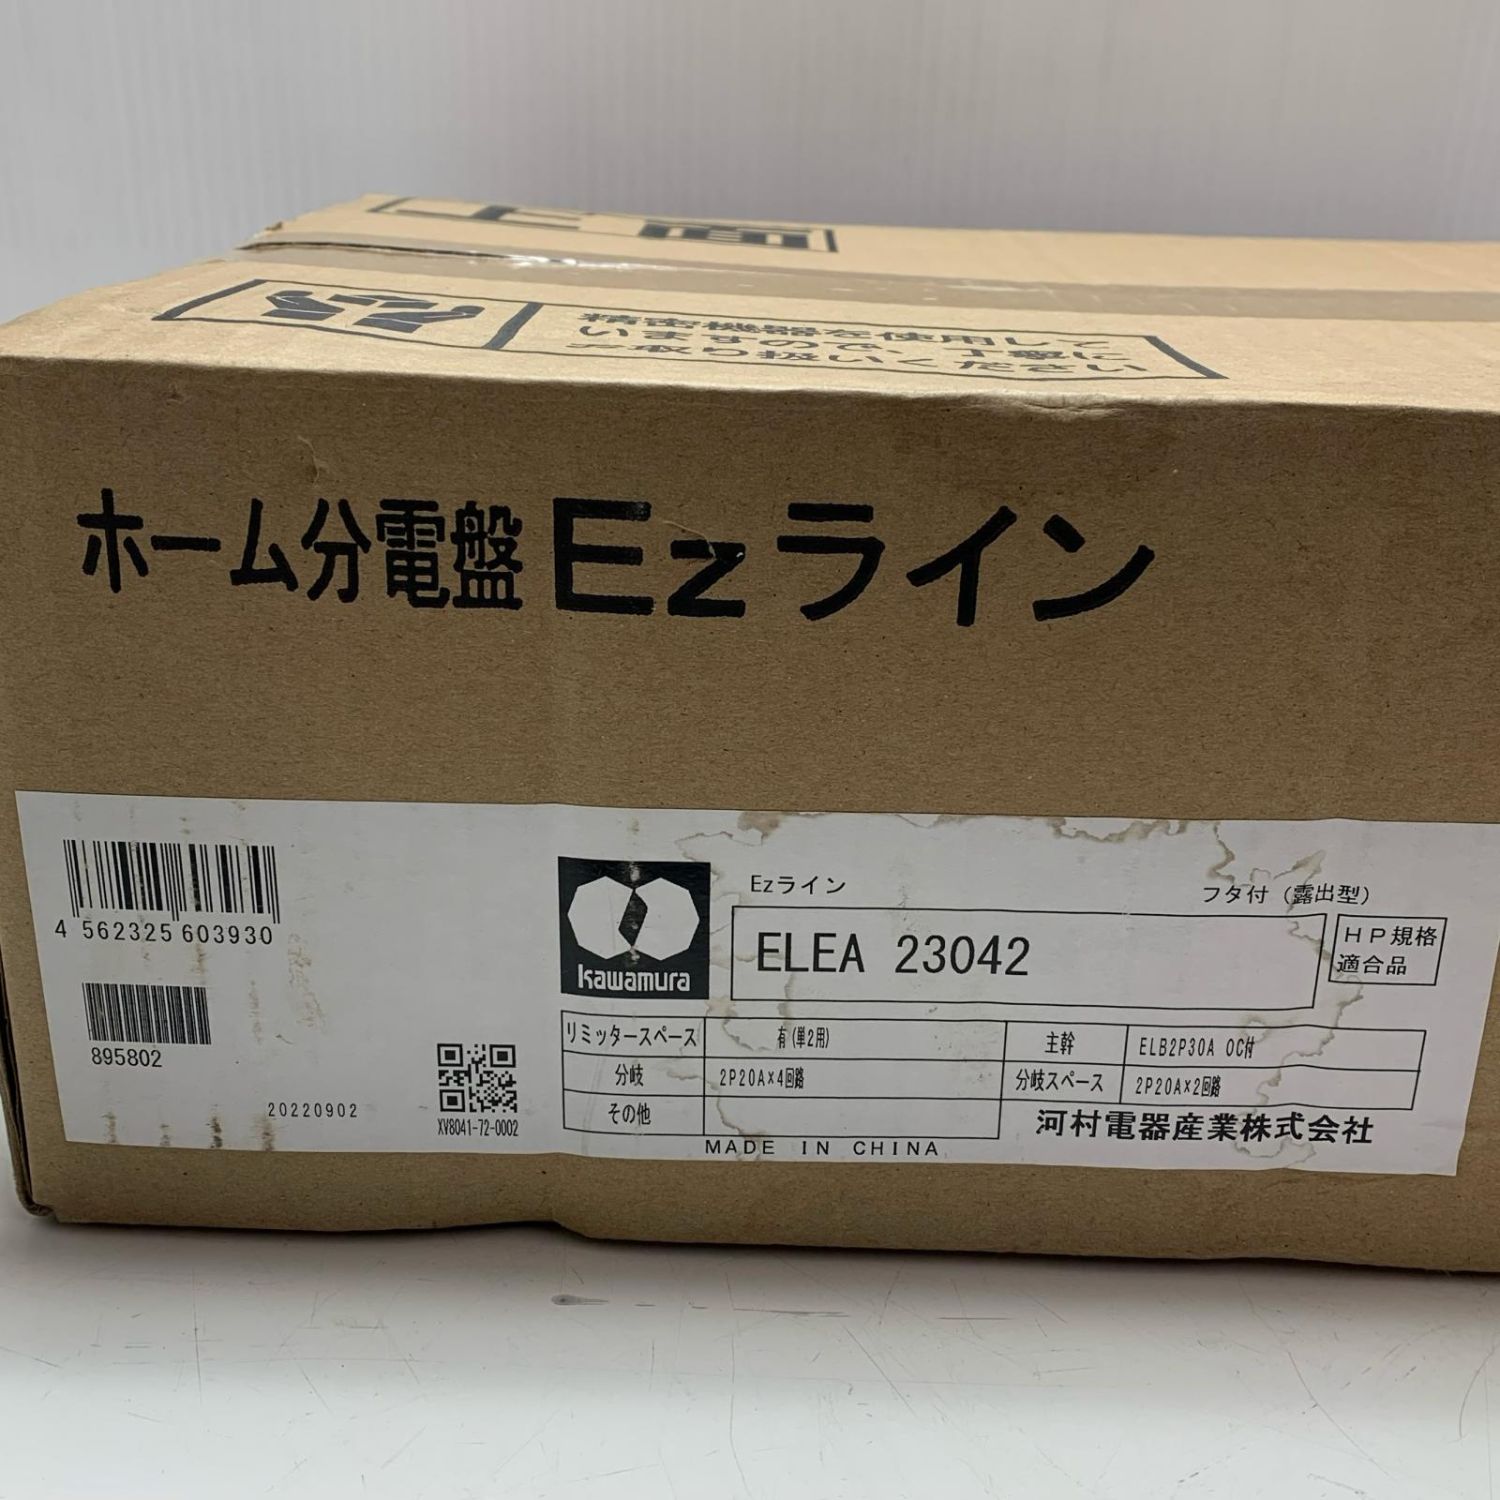 上面
精密機器を使用して
いますので、丁寧に
お取り扱いください
ホーム分電盤 Ezライン
4 562325 603930
895802
20220902
XV8041-72-0002
kawamura
Ezライン
フタ付 (露出型)
ELEA 23042
HP規格
適合品
リミッタースペース 有(単2用) 主幹 ELB2P30A OC付
分岐 2P20A×4回路 分岐スペース 2P20A×2回路
その他
河村電器産業株式会社
MADE IN CHINA